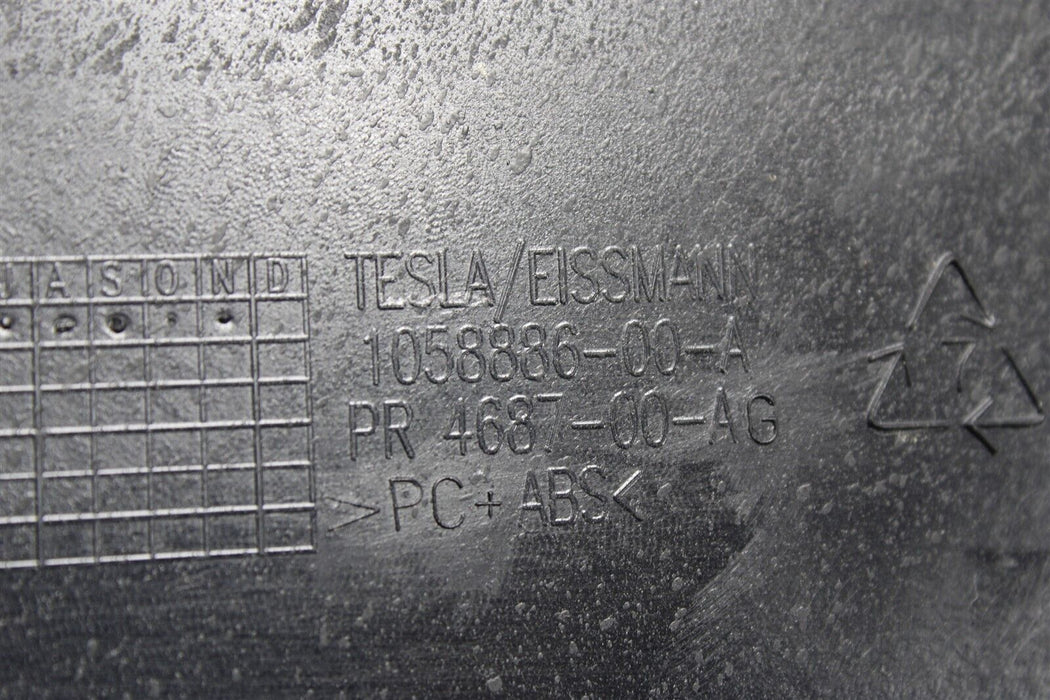 J A S O N D
TESLA/EISSMANN
1058886-00-A
PR 4687-00-AG
>PC+ABS<